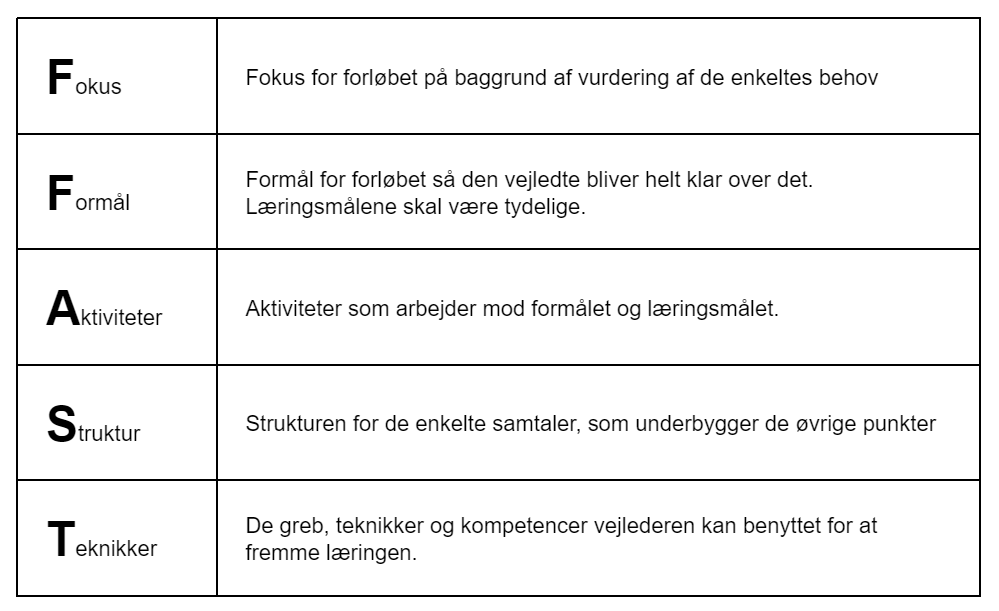 Fokus
Fokus for forløbet på baggrund af vurdering af de enkeltes behov
Formål
Formål for forløbet så den vejledte bliver helt klar over det.
Læringsmålene skal være tydelige.
Aktiviteter
Aktiviteter som arbejder mod formålet og læringsmålet.
Struktur
Strukturen for de enkelte samtaler, som underbygger de øvrige punkter
Teknikker
De greb, teknikker og kompetencer vejlederen kan benyttet for at
fremme læringen.